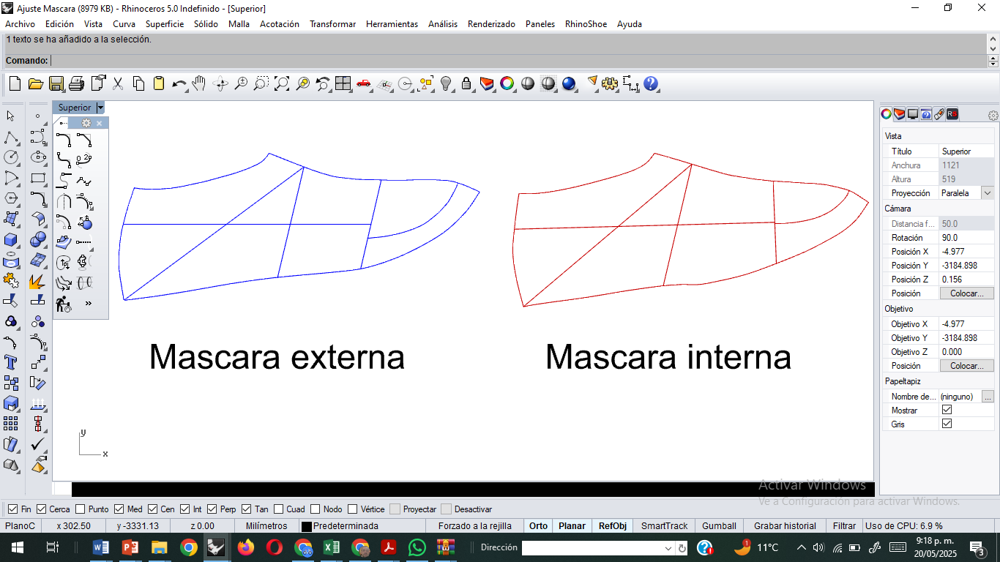 Ajuste Mascara (8979 KB) - Rhinoceros 5.0 Indefinido - [Superior]
Archivo Edición Vista Curva Superficie Sólido Malla Acotación Transformar Herramientas Análisis Renderizado Paneles RhinoShoe Ayuda
1 texto se ha añadido a la selección.
Comando:
Superior
Mascara externa
Mascara interna
y
x
Vista
Título Superior
Anchura 1121
Altura 519
Proyección Paralela
Cámara
Distancia f... 50.0
Rotación 90.0
Posición X -4.977
Posición Y -3184.898
Posición Z 0.156
Posición Colocar...
Objetivo
Objetivo X -4.977
Objetivo Y -3184.898
Objetivo Z 0.000
Posición Colocar...
Papeltapiz
Nombre de... (ninguno) ...
Mostrar
Gris
Activar Windows
Ve a Configuración para activar Windows.
Fin Cerca Punto Med Cen Int Perp Tan Cuad Nodo Vértice Proyectar Desactivar
PlanoC x 302.50 y -3331.13 z 0.00 Milímetros Predeterminada Forzado a la rejilla Orto Planar RefObj SmartTrack Gumball Grabar historial Filtrar Uso de CPU: 6.9 %
Dirección 11°C 9:18 p. m.
20/05/2025
3